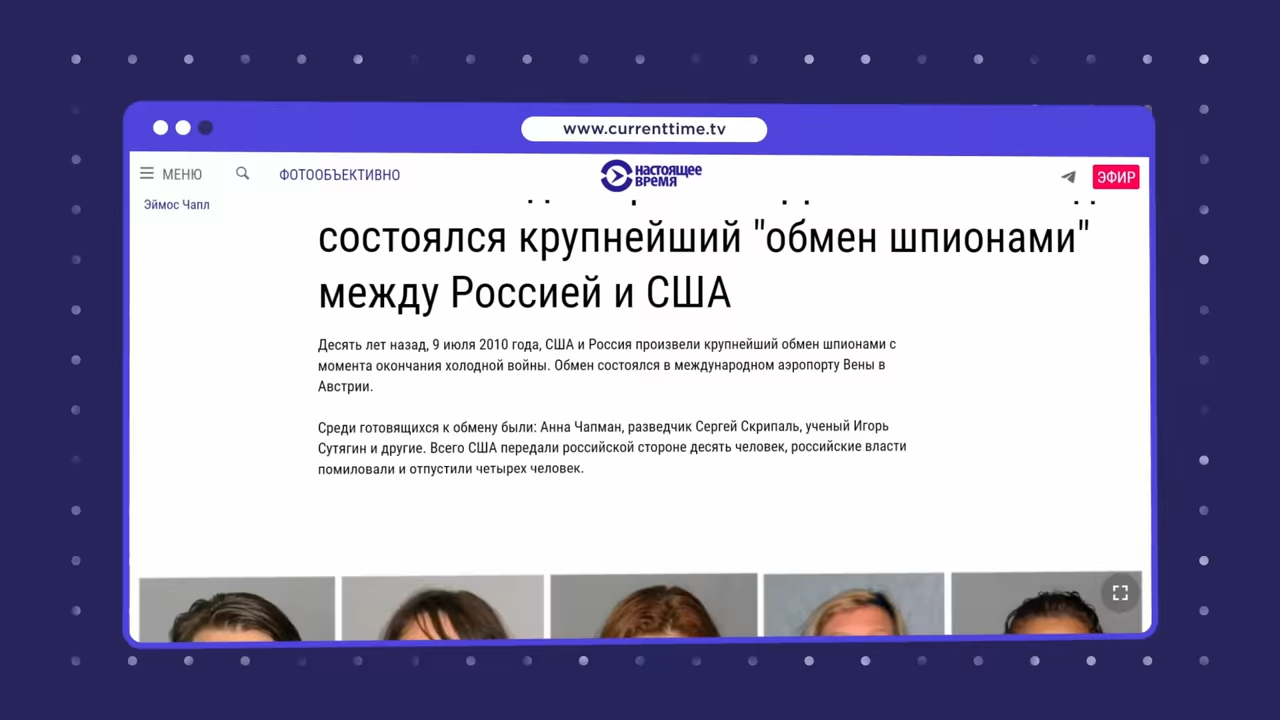 www.currenttime.tv
МЕНЮ
ФОТООБЪЕКТИВНО
НАСТОЯЩЕЕ
ВРЕМЯ
ЭФИР
Эймос Чапл
состоялся крупнейший "обмен шпионами"
между Россией и США
Десять лет назад, 9 июля 2010 года, США и Россия произвели крупнейший обмен шпионами с
момента окончания холодной войны. Обмен состоялся в международном аэропорту Вены в
Австрии.
Среди готовящихся к обмену были: Анна Чапман, разведчик Сергей Скрипаль, ученый Игорь
Сутягин и другие. Всего США передали российской стороне десять человек, российские власти
помиловали и отпустили четырех человек.